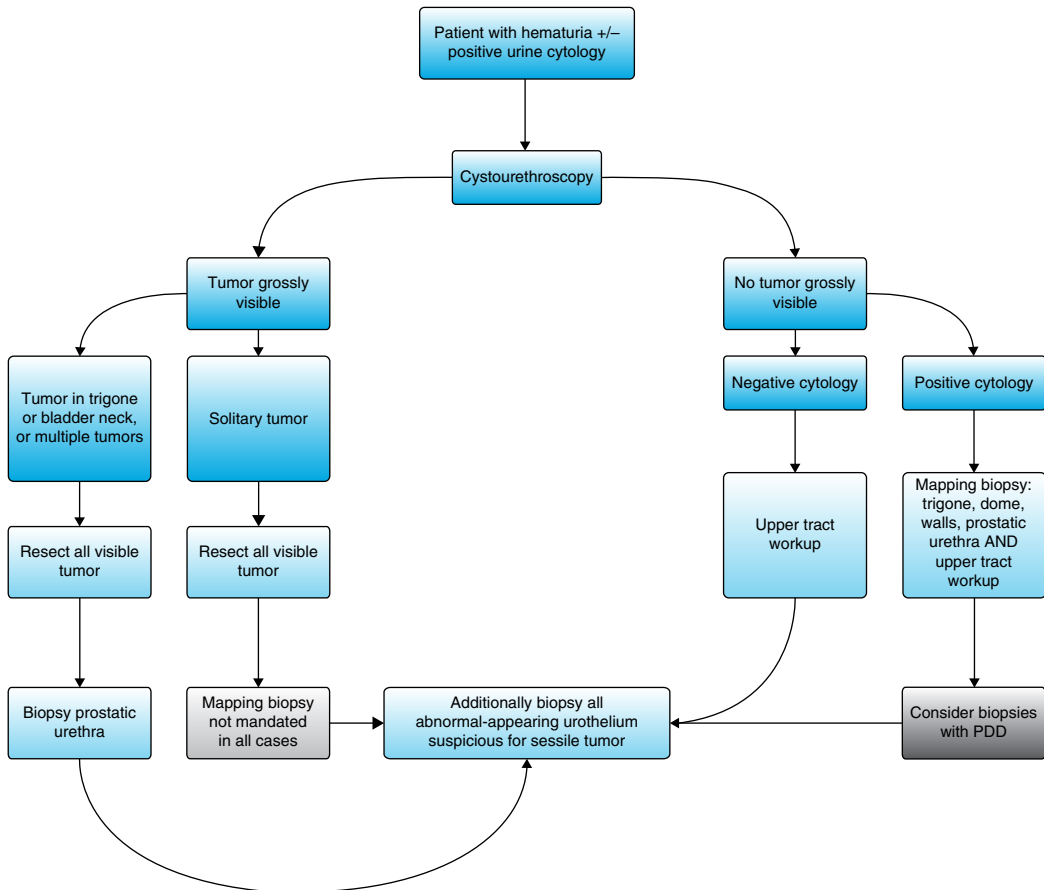 Patient with hematuria +/–
positive urine cytology
Cystourethroscopy
Tumor grossly
visible
No tumor grossly
visible
Tumor in trigone
or bladder neck,
or multiple tumors
Solitary tumor
Negative cytology
Positive cytology
Resect all visible
tumor
Resect all visible
tumor
Upper tract
workup
Mapping biopsy:
trigone, dome,
walls, prostatic
urethra AND
upper tract
workup
Biopsy prostatic
urethra
Mapping biopsy
not mandated
in all cases
Additionally biopsy all
abnormal-appearing urothelium
suspicious for sessile tumor
Consider biopsies
with PDD